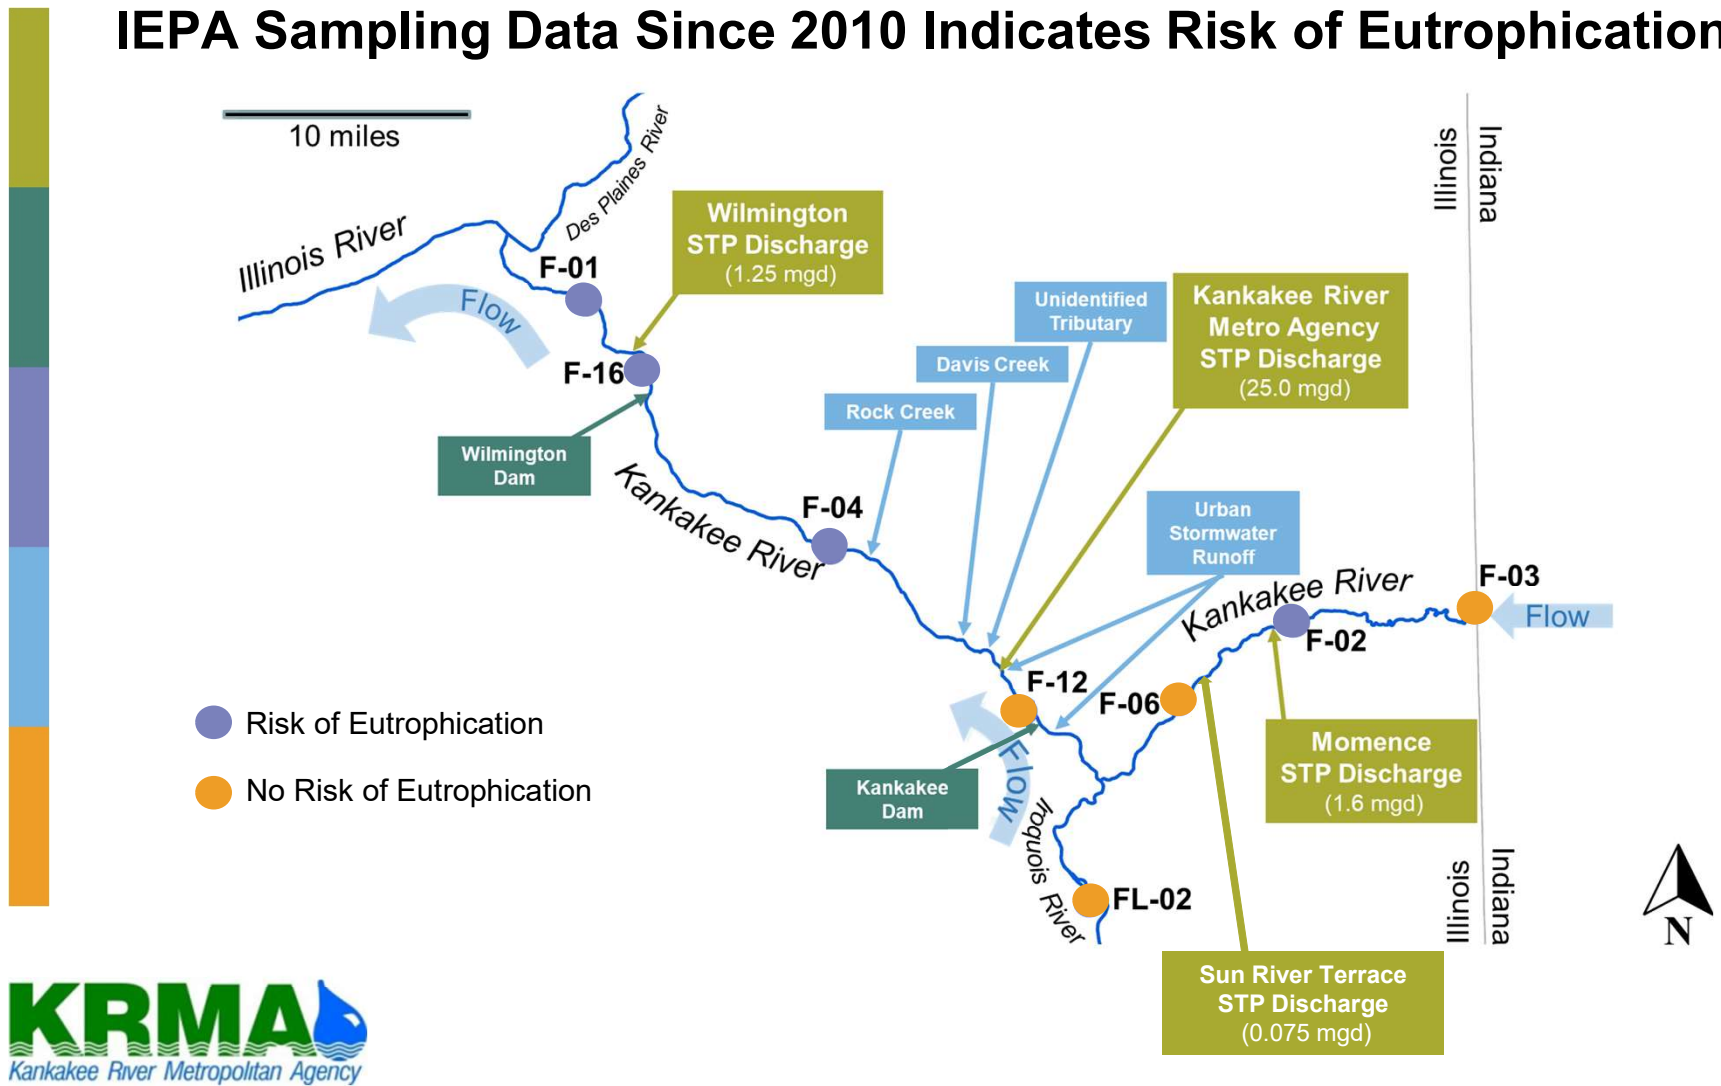 IEPA Sampling Data Since 2010 Indicates Risk of Eutrophication
10 miles
Des Plaines River
Illinois River
Flow
F-01
Wilmington
STP Discharge
(1.25 mgd)
F-16
Wilmington
Dam
Kankakee River
F-04
Rock Creek
Davis Creek
Unidentified
Tributary
Kankakee River
Metro Agency
STP Discharge
(25.0 mgd)
Illinois
Indiana
Urban
Stormwater
Runoff
Kankakee River
F-03
Flow
F-02
F-12
F-06
Flow
Kankakee
Dam
Iroquois River
FL-02
Momence
STP Discharge
(1.6 mgd)
Sun River Terrace
STP Discharge
(0.075 mgd)
Illinois
Indiana
N
Risk of Eutrophication
No Risk of Eutrophication
KRMA
Kankakee River Metropolitan Agency